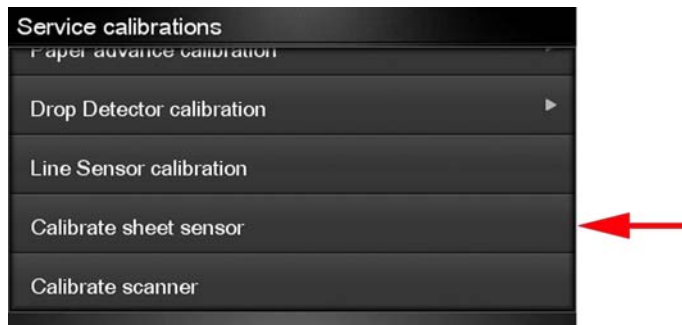 Service calibrations
Paper advance calibration
Drop Detector calibration
Line Sensor calibration
Calibrate sheet sensor
Calibrate scanner